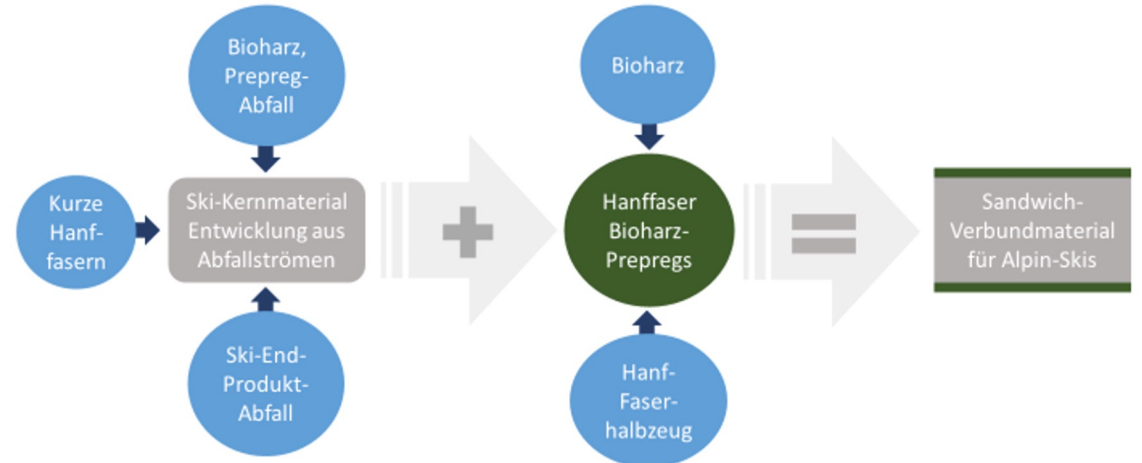 Bioharz,
Prepreg-
Abfall
Kurze
Hanf-
fasern
Ski-Kernmaterial
Entwicklung aus
Abfallströmen
Ski-End-
Produkt-
Abfall
+
Bioharz
Hanffaser
Bioharz-
Prepregs
Hanf-
Faser-
halbzeug
=
Sandwich-
Verbundmaterial
für Alpin-Skis